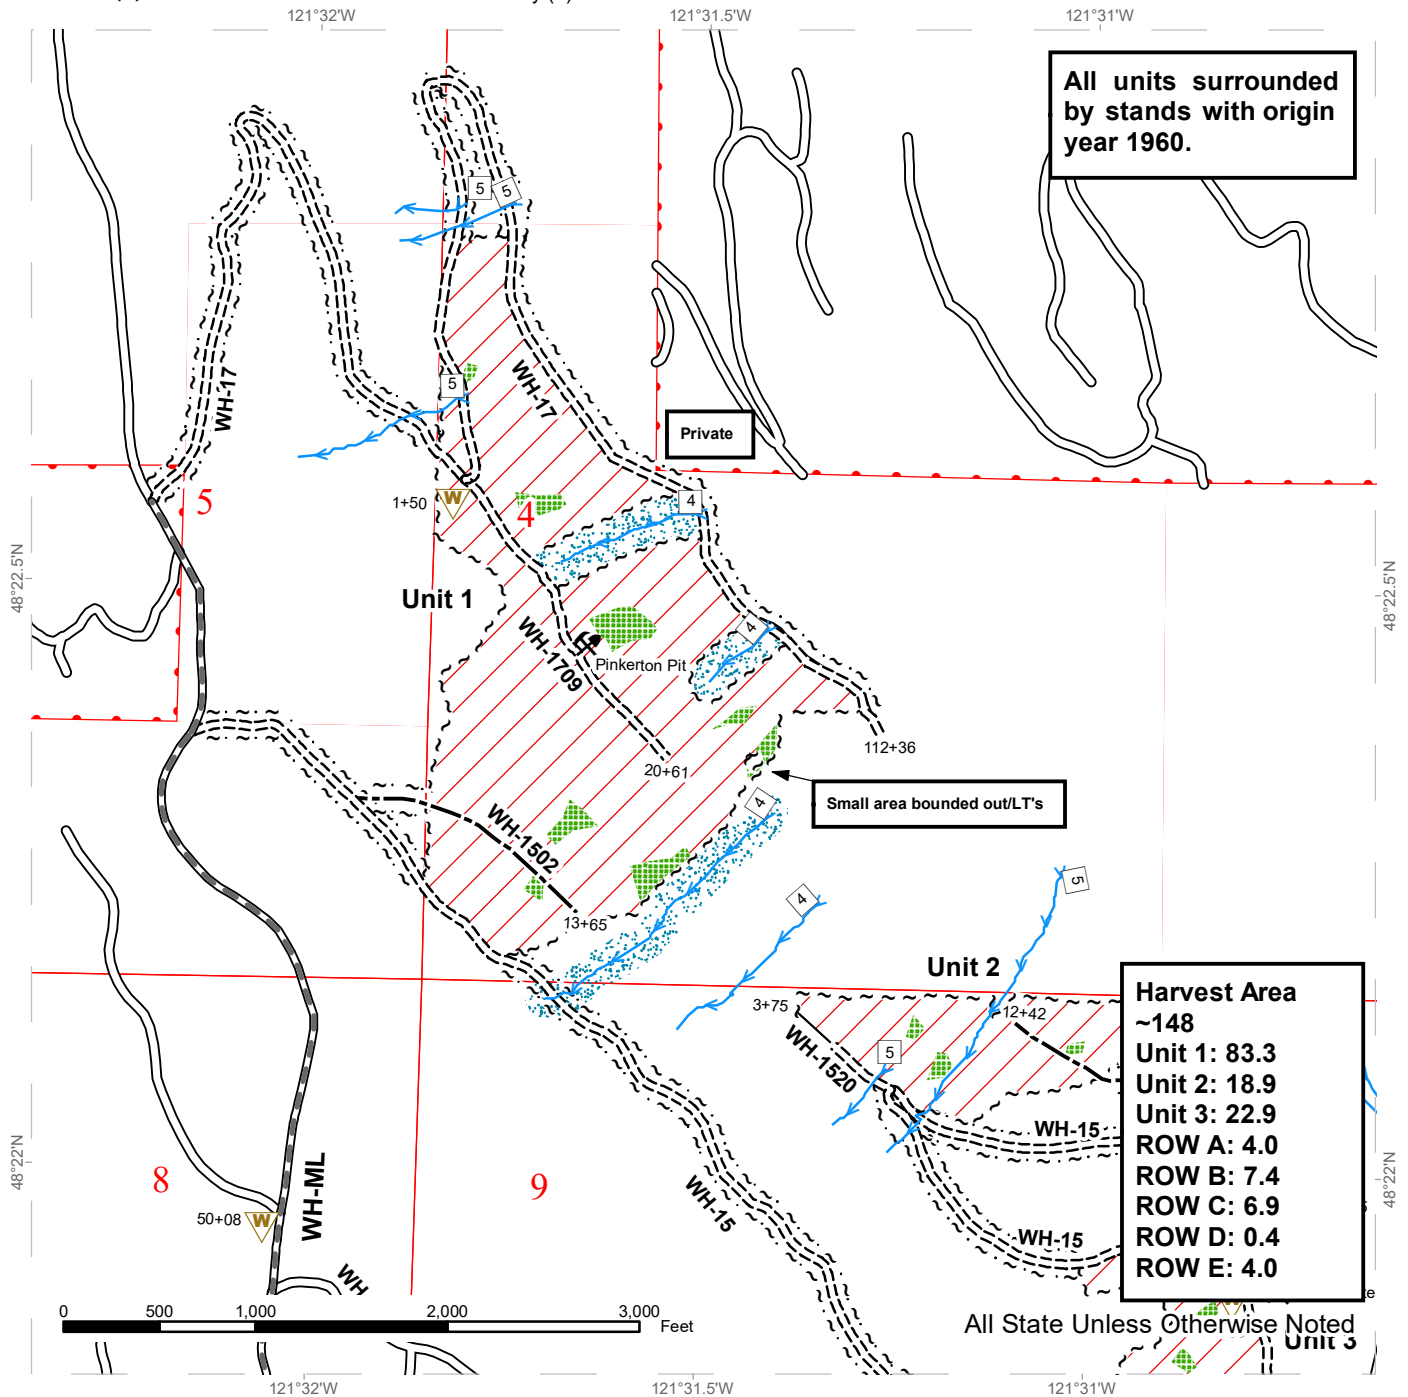 121°32'W
121°31.5'W
121°31'W
All units surrounded
by stands with origin
year 1960.
5
5
WH-17
WH-17
5
Private
5
1+50
W
4
4
48°22.5'N
48°22.5'N
Unit 1
WH-1709
4
Pinkerton Pit
112+36
20+61
Small area bounded out/LT's
WH-1502
4
13+65
4
5
Unit 2
3+75
12+42
WH-1520
5
WH-15
Harvest Area
~148
Unit 1: 83.3
Unit 2: 18.9
Unit 3: 22.9
ROW A: 4.0
ROW B: 7.4
ROW C: 6.9
ROW D: 0.4
ROW E: 4.0
48°22'N
48°22'N
8
9
WH-ML
WH-15
WH-15
50+08
W
WH
0 500 1,000 2,000 3,000
Feet
All State Unless Otherwise Noted
Unit 3
121°32'W
121°31.5'W
121°31'W